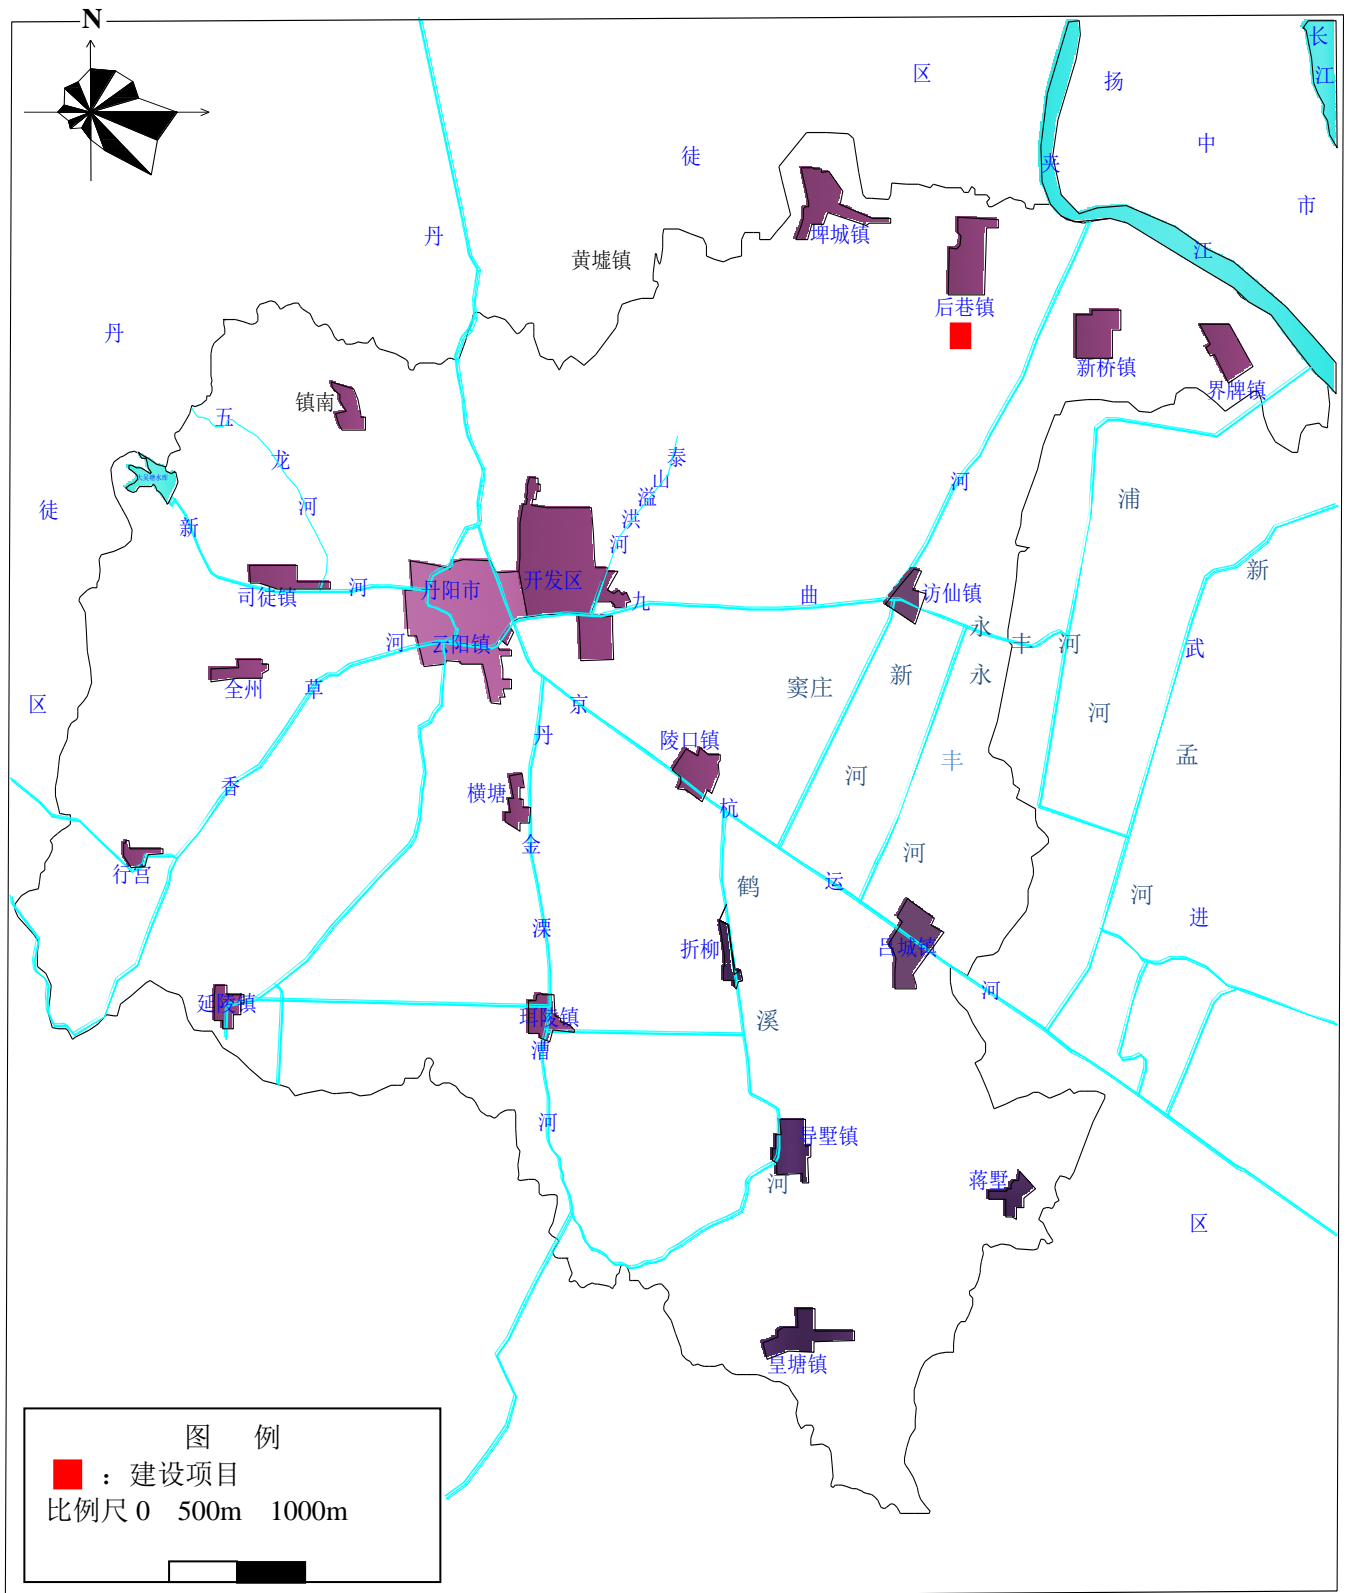 N
长
江
区
扬
中
市
徒
夹
江
丹
埤城镇
黄墟镇
后巷镇
丹
新桥镇
界牌镇
镇南
五
龙
河
泰
山
溢
洪
河
河
浦
大吴塘水库
徒
新
河
新
司徒镇
丹阳市
开发区
九
曲
访仙镇
永
丰
河
河
云阳镇
武
全州
草
窦庄
新
永
区
京
丹
河
陵口镇
孟
丰
河
香
横塘
杭
金
河
行宫
运
鹤
河
进
溧
折柳
吕城镇
河
延陵镇
珥陵镇
溪
漕
河
导墅镇
河
蒋墅
区
皇塘镇
图 例
：建设项目
比例尺 0 500m 1000m